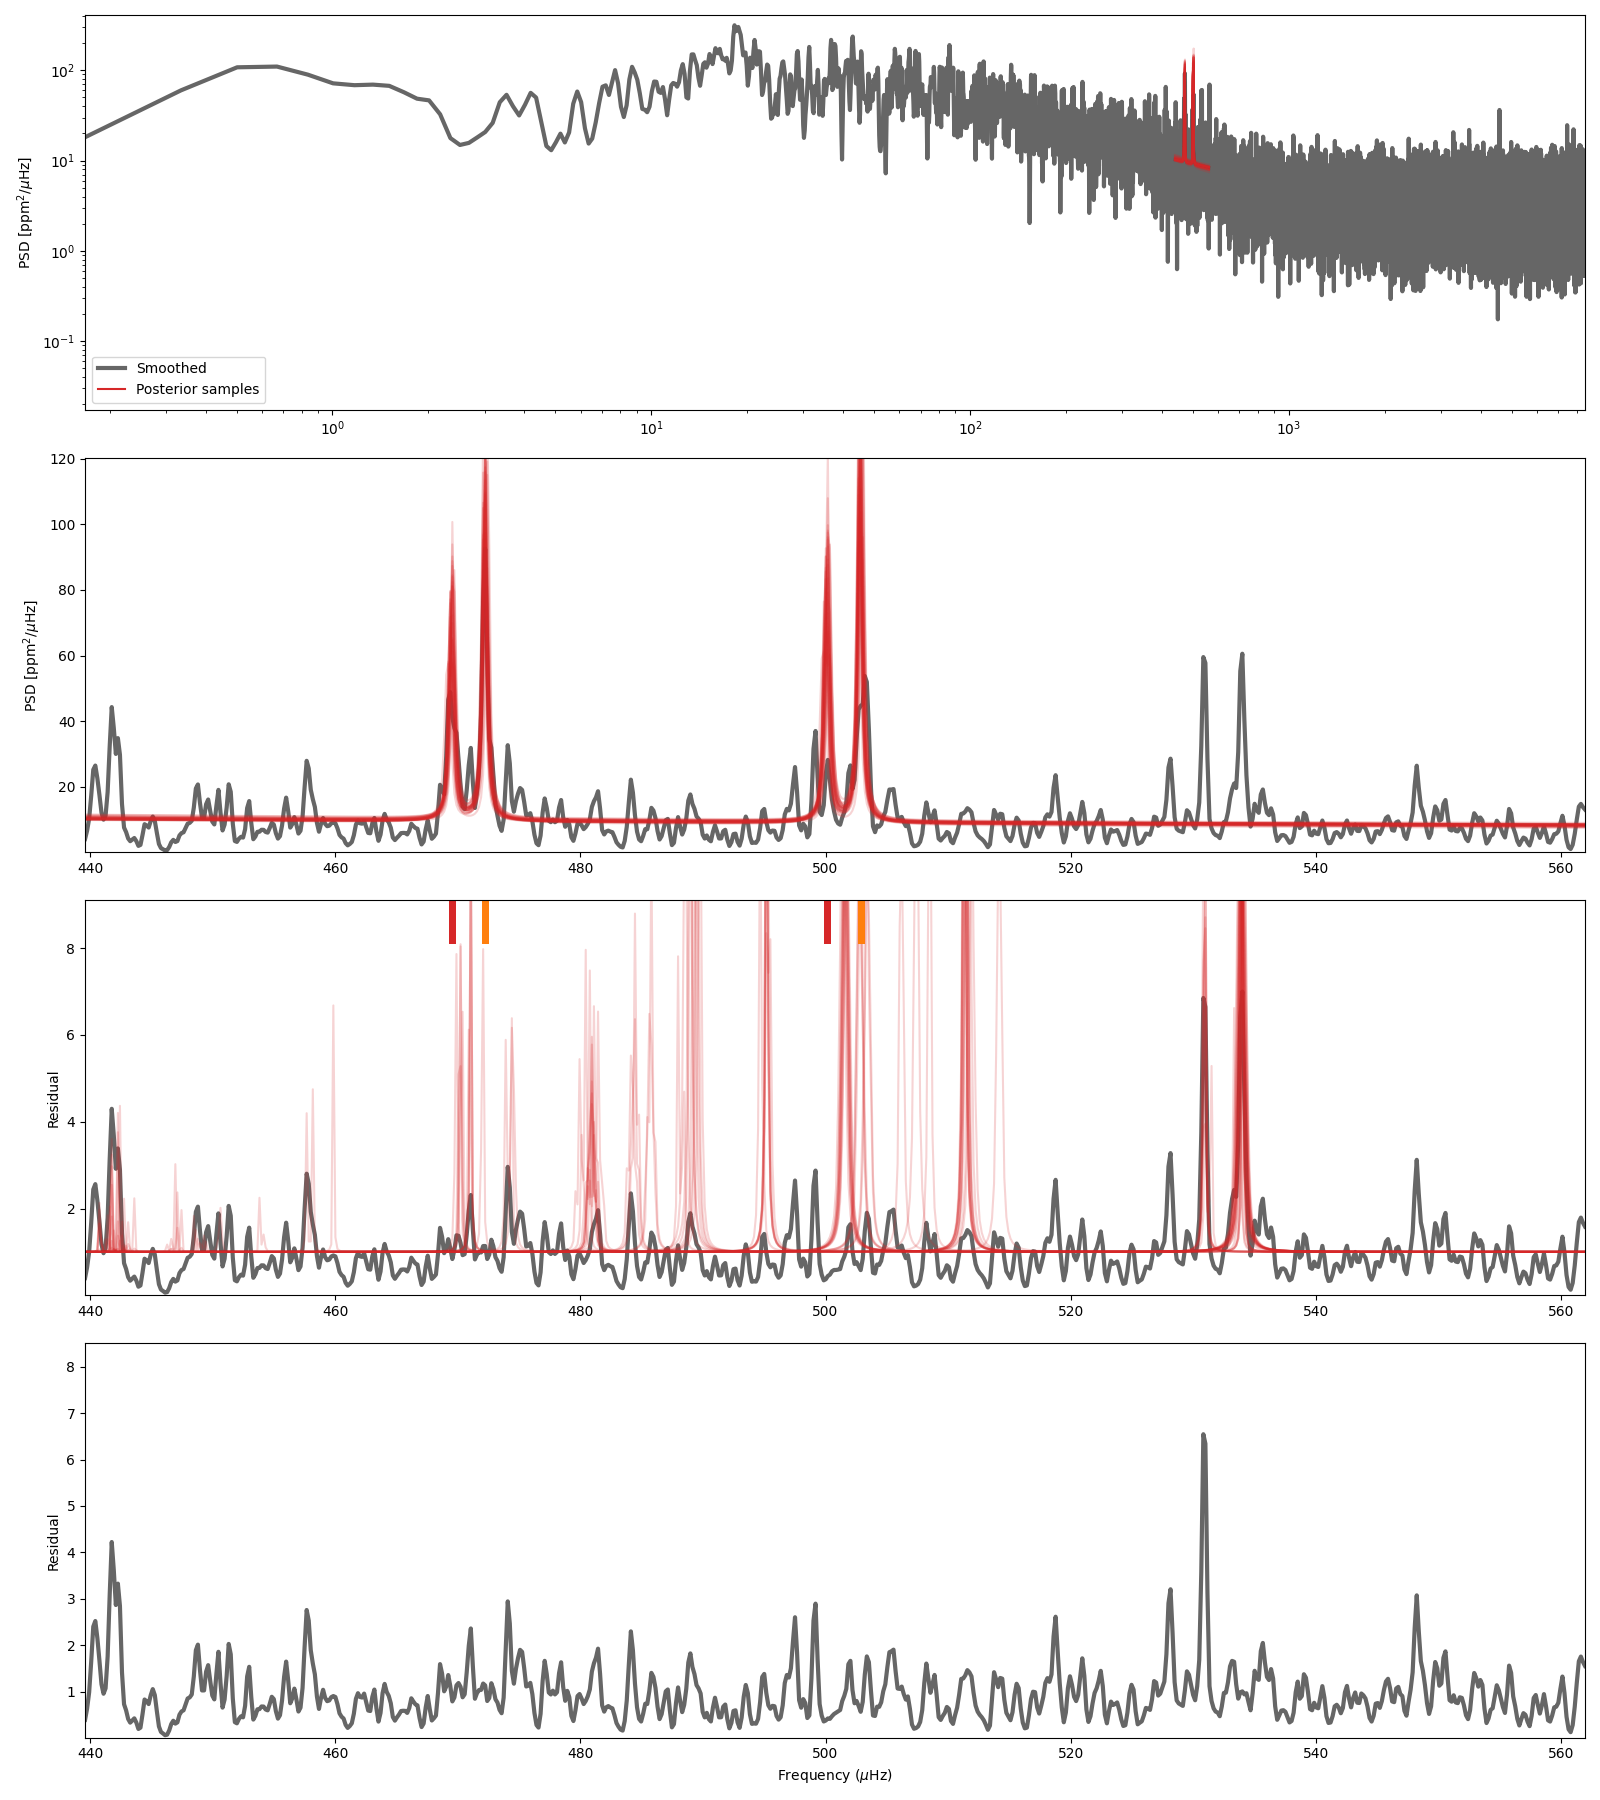 10²
10¹
10⁰
10⁻¹
PSD [ppm²/μHz]
Smoothed
Posterior samples
10⁰ 10¹ 10² 10³
120
100
80
60
40
20
PSD [ppm²/μHz]
440 460 480 500 520 540 560
8
6
4
2
Residual
440 460 480 500 520 540 560
8
7
6
5
4
3
2
1
Residual
440 460 480 500 520 540 560
Frequency (μHz)